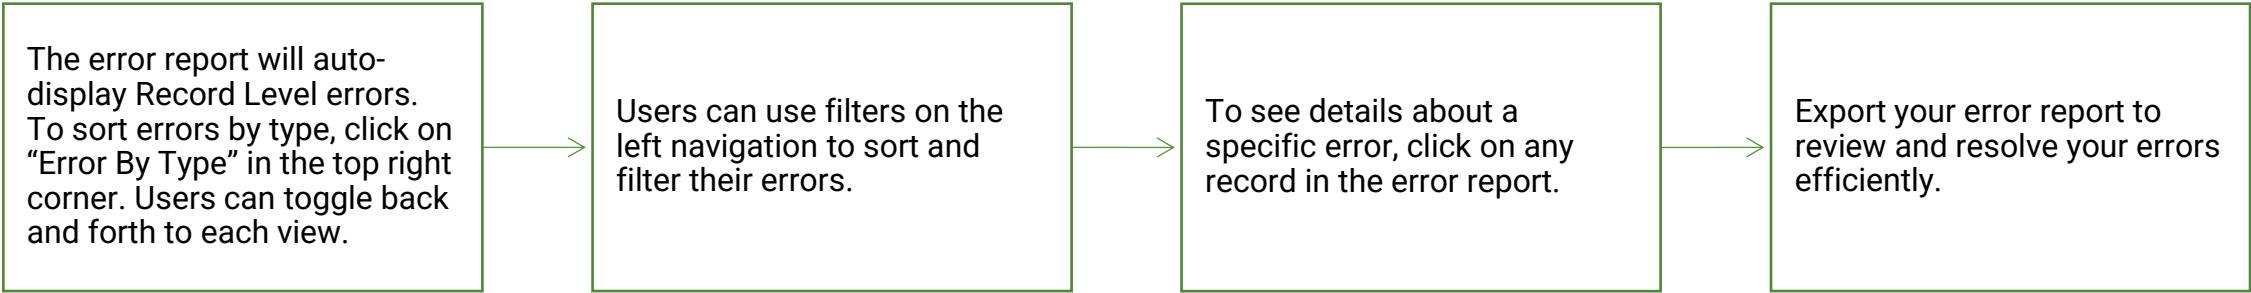 The error report will auto-
display Record Level errors.
To sort errors by type, click on
“Error By Type” in the top right
corner. Users can toggle back
and forth to each view.
Users can use filters on the
left navigation to sort and
filter their errors.
To see details about a
specific error, click on any
record in the error report.
Export your error report to
review and resolve your errors
efficiently.